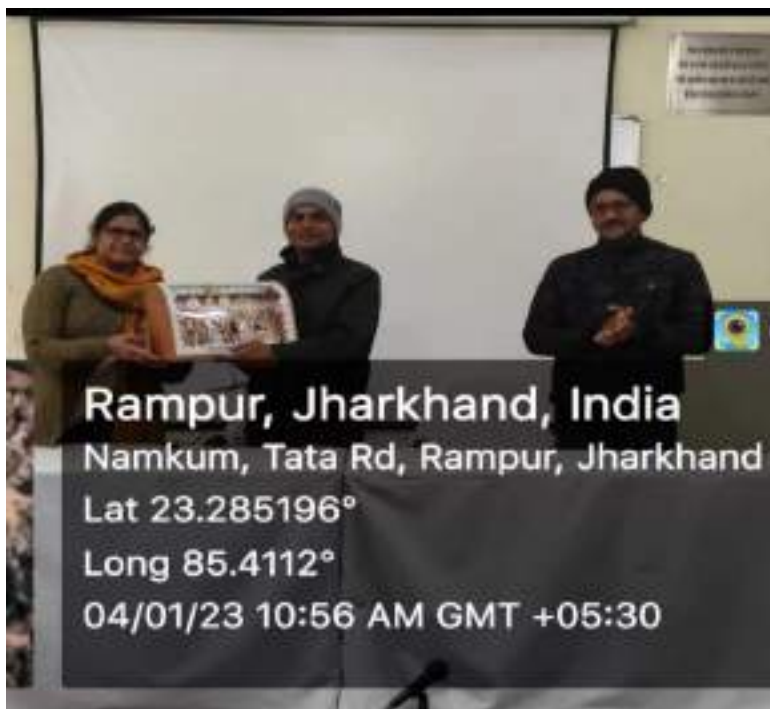 Rampur, Jharkhand, India
Namkum, Tata Rd, Rampur, Jharkhand
Lat 23.285196°
Long 85.4112°
04/01/23 10:56 AM GMT +05:30